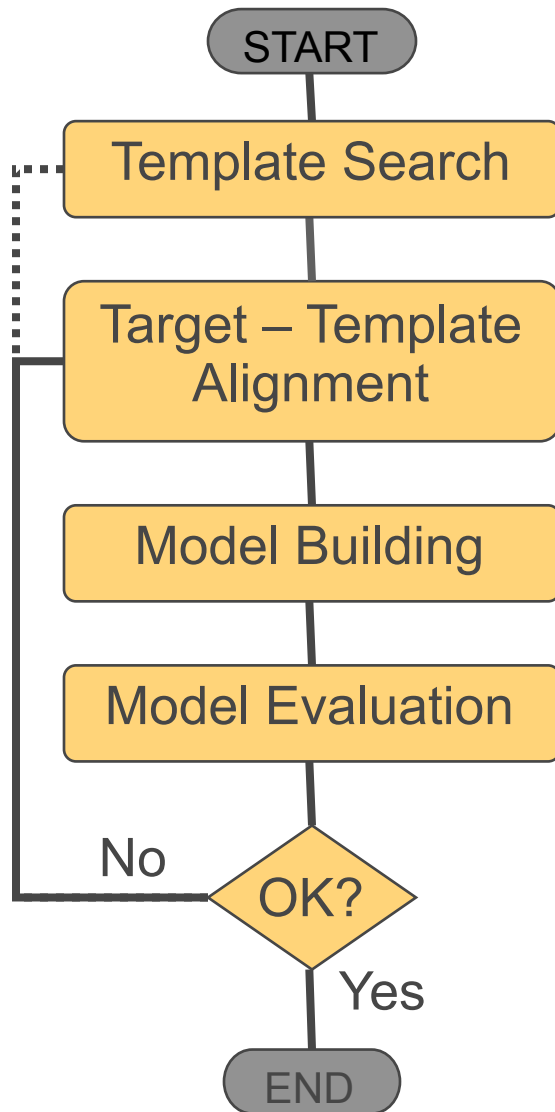 START
Template Search
Target – Template
Alignment
Model Building
Model Evaluation
No
OK?
Yes
END